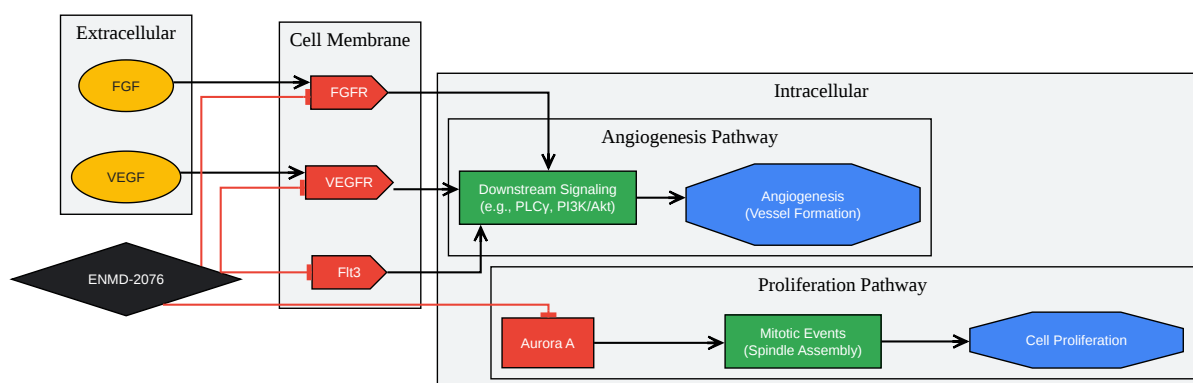 Extracellular
FGF
VEGF
ENMD-2076
Cell Membrane
FGFR
VEGFR
Flt3
Intracellular
Angiogenesis Pathway
Downstream Signaling
(e.g., PLCγ, PI3K/Akt)
Angiogenesis
(Vessel Formation)
Proliferation Pathway
Aurora A
Mitotic Events
(Spindle Assembly)
Cell Proliferation